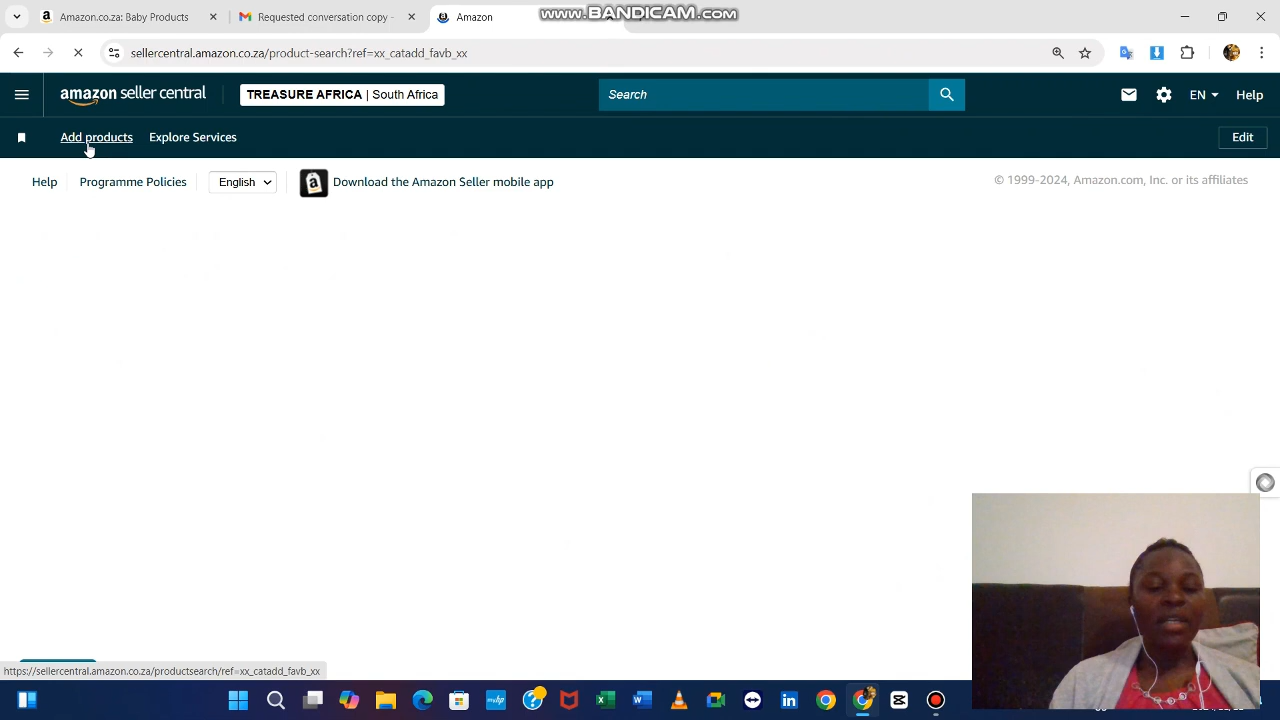 Amazon.co.za: Baby Products
Requested conversation copy -
Amazon
www.BANDICAM.com
sellercentral.amazon.co.za/product-search?ref=xx_catadd_favb_xx
amazon seller central
TREASURE AFRICA | South Africa
Search
EN
Help
Add products
Explore Services
Edit
Help
Programme Policies
English
Download the Amazon Seller mobile app
© 1999-2024, Amazon.com, Inc. or its affiliates
https://sellercentral.amazon.co.za/productsearch/ref=xx_catadd_favb_xx